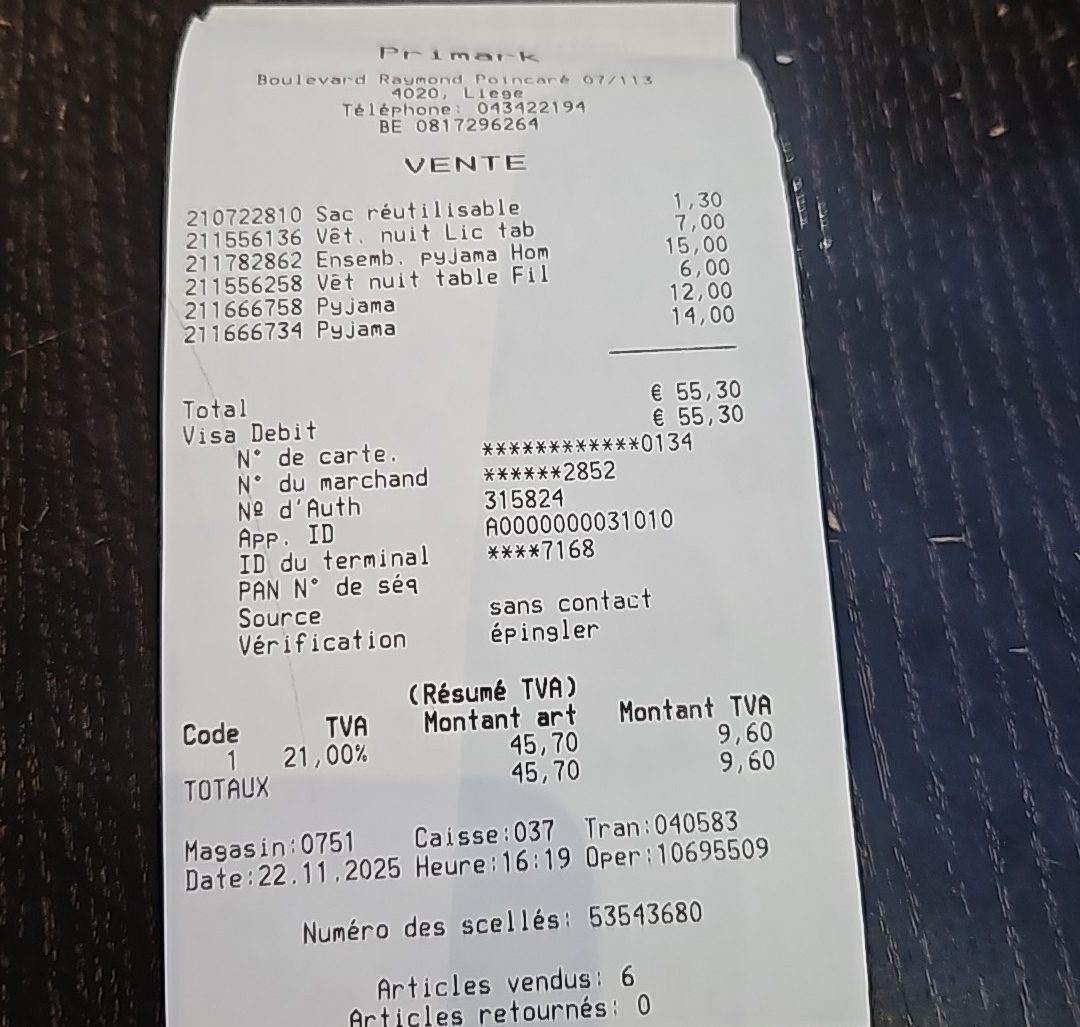 Primark
Boulevard Raymond Poincaré 07/113
4020, Liege
Téléphone: 043422194
BE 0817296264
VENTE
210722810 Sac réutilisable 1,30
211556136 Vêt. nuit Lic tab 7,00
211782862 Ensemb. pyjama Hom 15,00
211556258 Vêt nuit table Fil 6,00
211666758 Pyjama 12,00
211666734 Pyjama 14,00
Total € 55,30
Visa Debit € 55,30
N° de carte. ************0134
N° du marchand ******2852
Nº d'Auth 315824
App. ID A0000000031010
ID du terminal ****7168
PAN N° de séq
Source sans contact
Vérification épingler
(Résumé TVA)
Code TVA Montant art Montant TVA
1 21,00% 45,70 9,60
TOTAUX 45,70 9,60
Magasin:0751 Caisse:037 Tran:040583
Date:22.11.2025 Heure:16:19 Oper:10695509
Numéro des scellés: 53543680
Articles vendus: 6
Articles retournés: 0